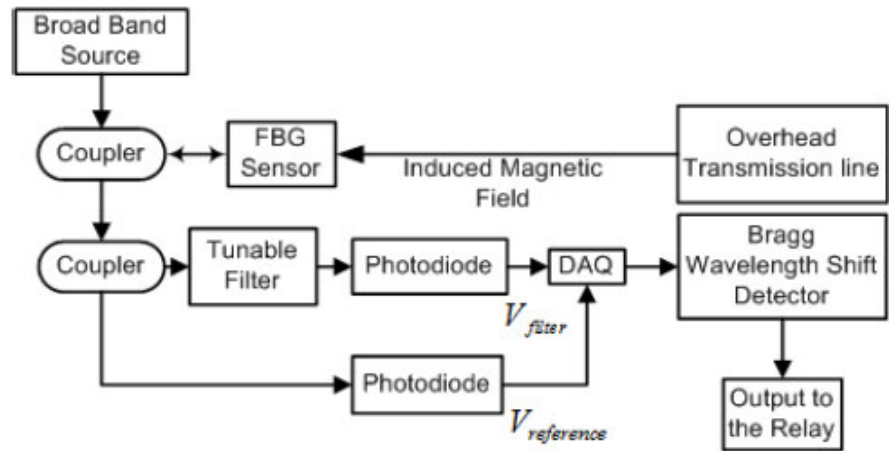 Broad Band
Source
Coupler
FBG
Sensor
Induced Magnetic
Field
Overhead
Transmission line
Coupler
Tunable
Filter
Photodiode
DAQ
Bragg
Wavelength Shift
Detector
V filter
Photodiode
V reference
Output to
the Relay